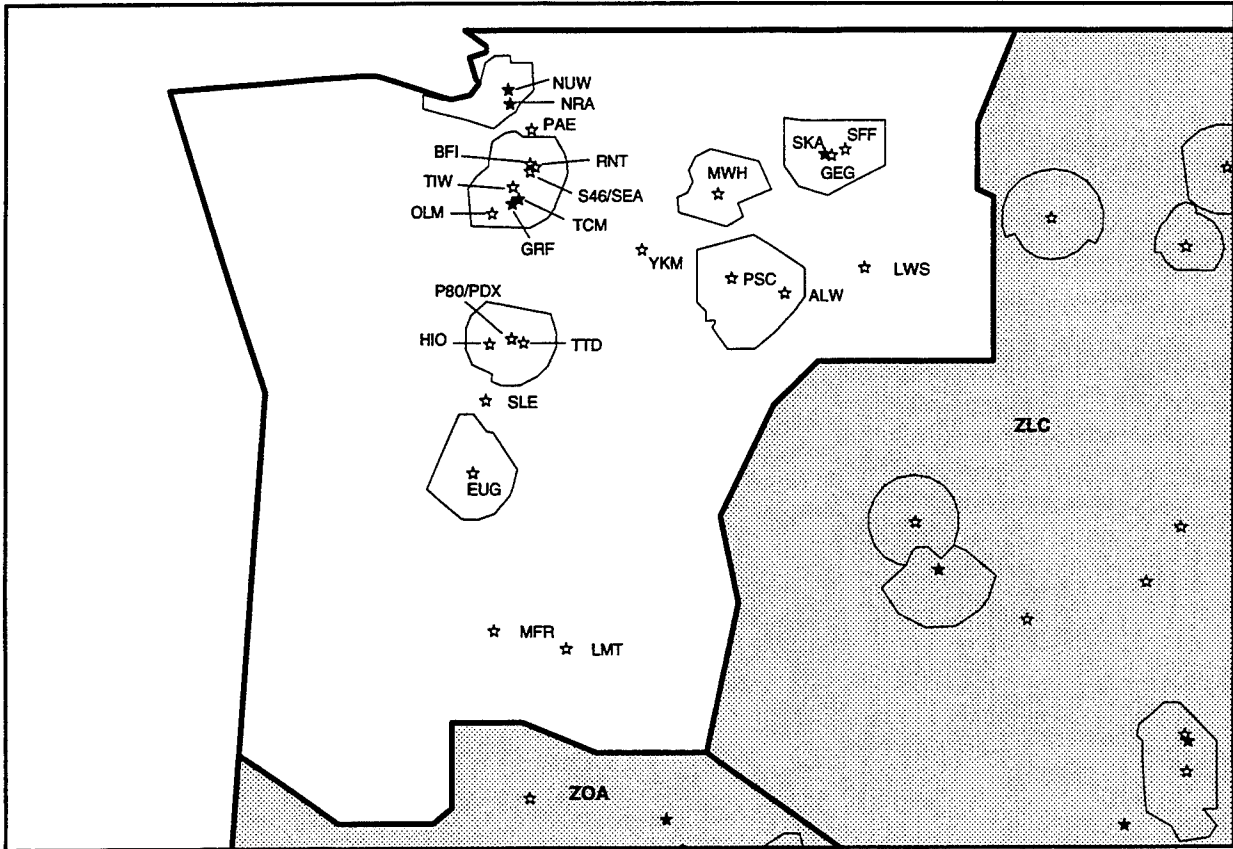 NUW
NRA
PAE
BFI
RNT
SKA
SFF
GEG
MWH
TIW
S46/SEA
OLM
TCM
GRF
YKM
LWS
PSC
ALW
P80/PDX
HIO
TTD
SLE
ZLC
EUG
MFR
LMT
ZOA